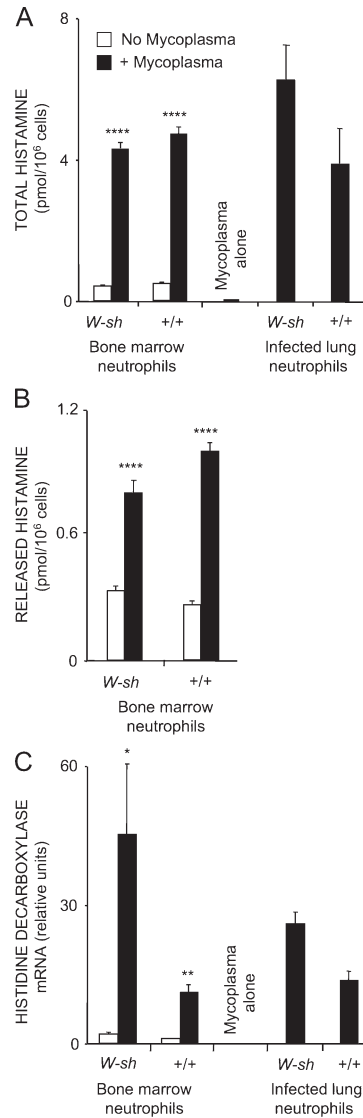 A
8
No Mycoplasma
+ Mycoplasma
****
****
TOTAL HISTAMINE
(pmol/10⁶ cells)
4
Mycoplasma
alone
0
W-sh
+/+
W-sh
+/+
Bone marrow
neutrophils
Infected lung
neutrophils
B
1.2
****
****
RELEASED HISTAMINE
(pmol/10⁶ cells)
0.6
0
W-sh
+/+
Bone marrow
neutrophils
C
60
*
HISTIDINE DECARBOXYLASE
mRNA (relative units)
30
**
Mycoplasma
alone
0
W-sh
+/+
W-sh
+/+
Bone marrow
neutrophils
Infected lung
neutrophils